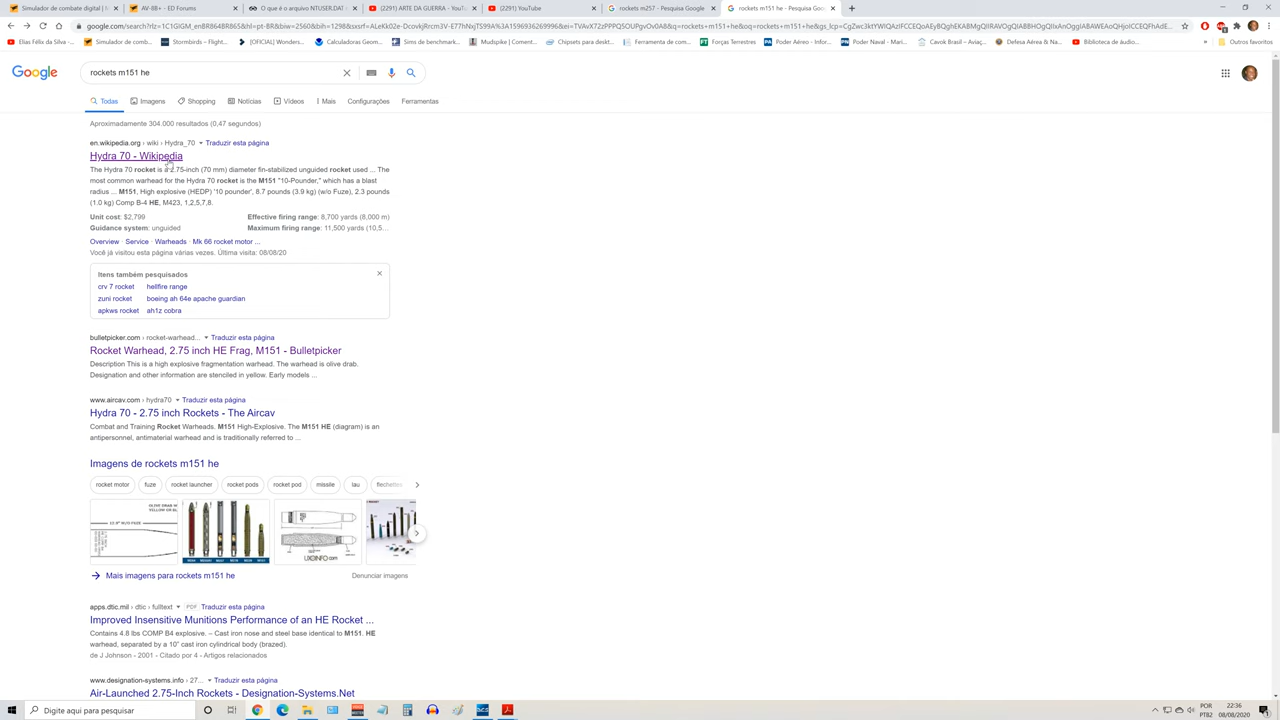 Simulador de combate digital | M
AV-8B+ - ED Forums
O que é o arquivo NTUSER.DAT
(2291) ARTE DA GUERRA - YouTub
(2291) YouTube
rockets m257 - Pesquisa Google
rockets m151 he - Pesquisa Goog
Elias Félix da Silva -...
Simulador de comb...
Stormbirds – Flight...
[OFICIAL] Wonders...
Calculadoras Geom...
Sims de benchmark...
Mudspike | Coment...
Chipsets para deskt...
Ferramenta de com...
Forças Terrestres
Poder Aéreo - Infor...
Poder Naval - Mari...
Cavok Brasil – Aviaç...
Defesa Aérea & Na...
Biblioteca de áudio...
Outros favoritos
Google
rockets m151 he
Todas Imagens Shopping Notícias Vídeos Mais Configurações Ferramentas
Aproximadamente 304.000 resultados (0,47 segundos)
en.wikipedia.org › wiki › Hydra_70 Traduzir esta página
Hydra 70 - Wikipedia
The Hydra 70 rocket is a 2.75-inch (70 mm) diameter fin-stabilized unguided rocket used ... The
most common warhead for the Hydra 70 rocket is the M151 "10-Pounder," which has a blast
radius ... M151, High explosive (HEDP) '10 pounder', 8.7 pounds (3.9 kg) (w/o Fuze), 2.3 pounds
(1.0 kg) Comp B-4 HE, M423, 1,2,5,7,8.
Unit cost: $2,799 Effective firing range: 8,700 yards (8,000 m)
Guidance system: unguided Maximum firing range: 11,500 yards (10,5...
Overview · Service · Warheads · Mk 66 rocket motor ...
Você já visitou esta página várias vezes. Última visita: 08/08/20
Itens também pesquisados
crv 7 rocket hellfire range
zuni rocket boeing ah 64e apache guardian
apkws rocket ah1z cobra
bulletpicker.com › rocket-warhead... Traduzir esta página
Rocket Warhead, 2.75 inch HE Frag, M151 - Bulletpicker
Description This is a high explosive fragmentation warhead. The warhead is olive drab.
Designation and other information are stenciled in yellow. Early models ...
www.aircav.com › hydra70 Traduzir esta página
Hydra 70 - 2.75 inch Rockets - The Aircav
Combat and Training Rocket Warheads. M151 High-Explosive. The M151 HE (diagram) is an
antipersonnel, antimaterial warhead and is traditionally referred to ...
Imagens de rockets m151 he
rocket motor fuze rocket launcher rocket pods rocket pod missile lau flechettes
UXOINFO.com
Mais imagens para rockets m151 he Denunciar imagens
apps.dtic.mil › dtic › fulltext PDF Traduzir esta página
Improved Insensitive Munitions Performance of an HE Rocket ...
Contains 4.8 lbs COMP B4 explosive. – Cast iron nose and steel base identical to M151. HE
warhead, separated by a 10" cast iron cylindrical body (brazed).
de J Johnson - 2001 - Citado por 4 - Artigos relacionados
www.designation-systems.info › 27... Traduzir esta página
Air-Launched 2.75-Inch Rockets - Designation-Systems.Net
Digite aqui para pesquisar
POR
PTB2
22:36
08/08/2020